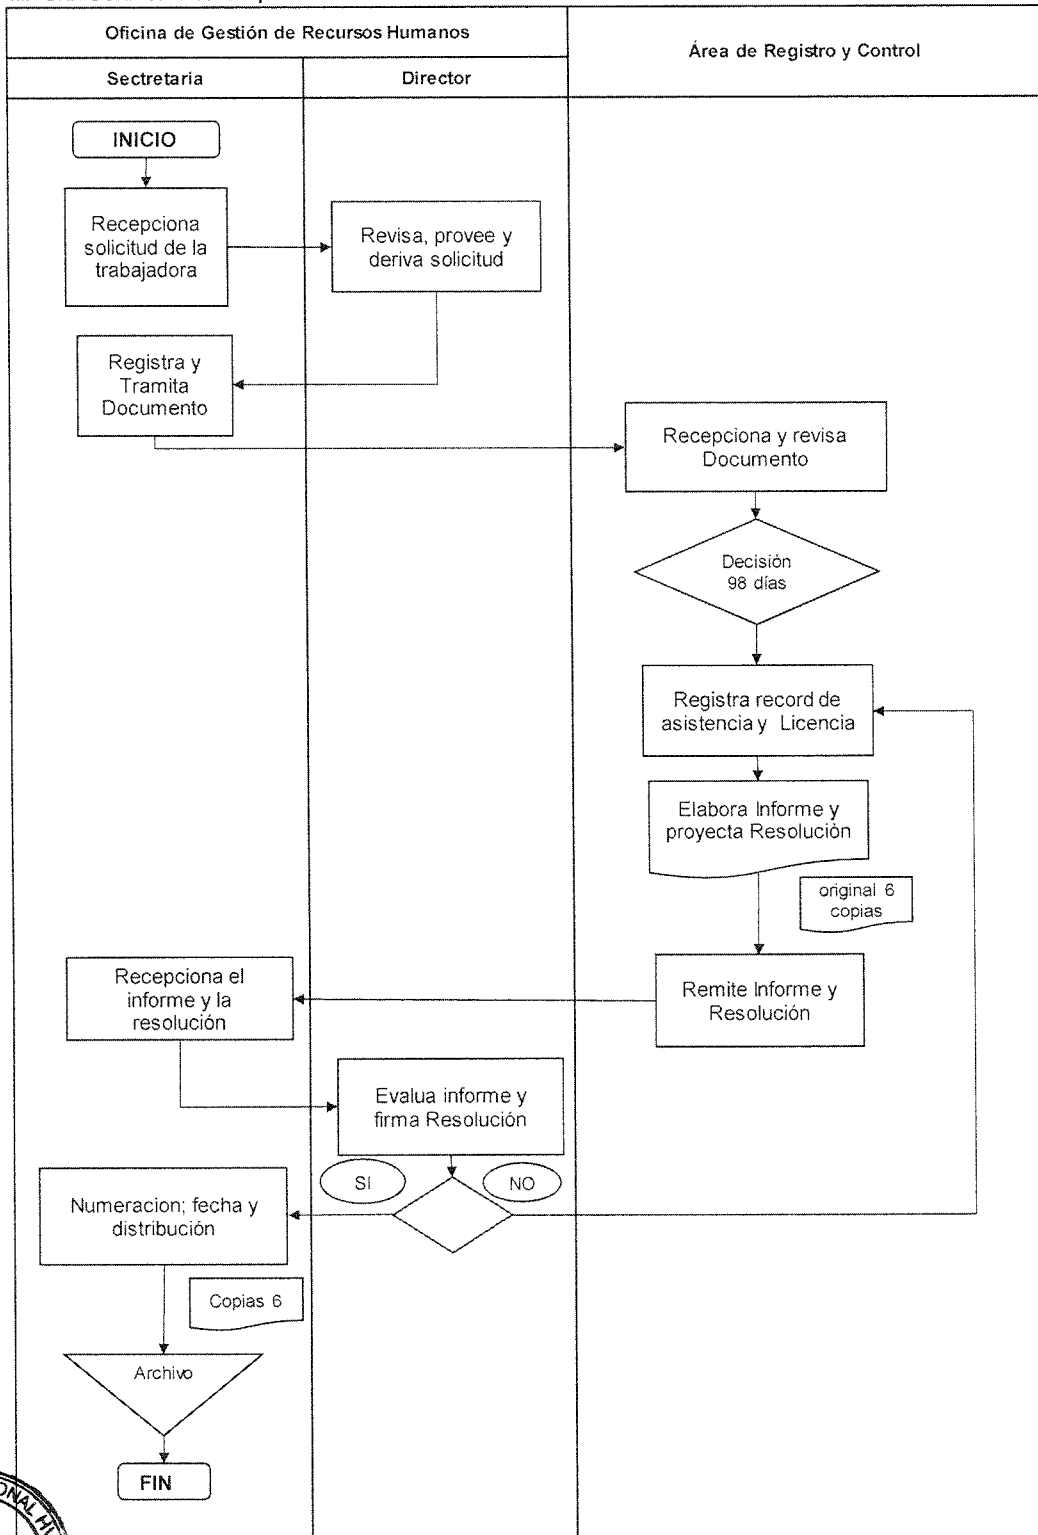 Oficina de Gestión de Recursos Humanos
Área de Registro y Control
Sectretaria
Director
INICIO
Recepciona
solicitud de la
trabajadora
Revisa, provee y
deriva solicitud
Registra y
Tramita
Documento
Recepciona y revisa
Documento
Decisión
98 días
Registra record de
asistencia y Licencia
Elabora Informe y
proyecta Resolución
original 6
copias
Remite Informe y
Resolución
Recepciona el
informe y la
resolución
Evalua informe y
firma Resolución
SI
NO
Numeracion; fecha y
distribución
Copias 6
Archivo
FIN